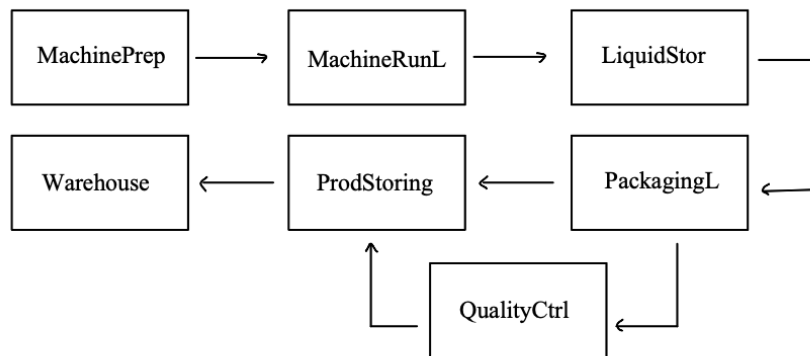 MachinePrep
MachineRunL
LiquidStor
Warehouse
ProdStoring
PackagingL
QualityCtrl